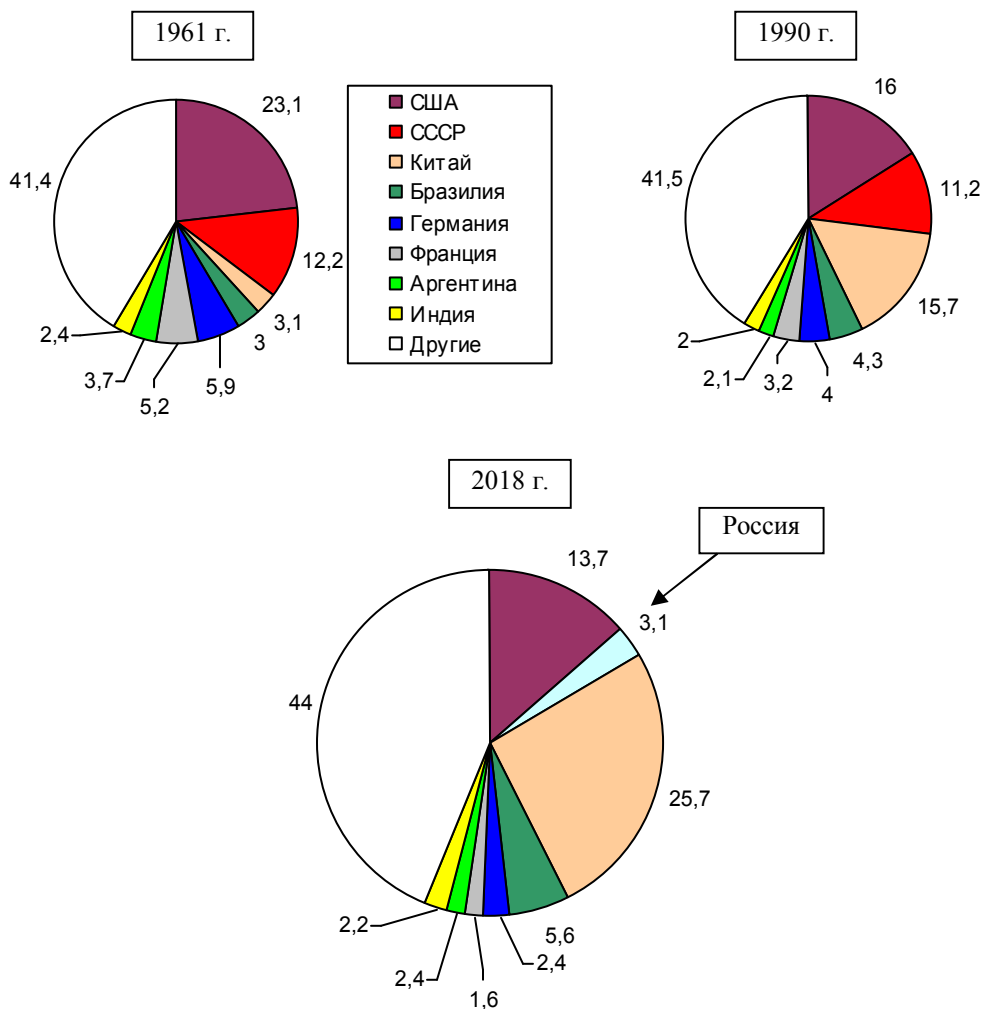 1961 г.
1990 г.
23,1
12,2
3,1
3
5,9
5,2
3,7
2,4
41,4
США
СССР
Китай
Бразилия
Германия
Франция
Аргентина
Индия
Другие
16
11,2
15,7
4,3
4
3,2
2,1
2
41,5
2018 г.
Россия
13,7
3,1
25,7
5,6
2,4
1,6
2,4
2,2
44